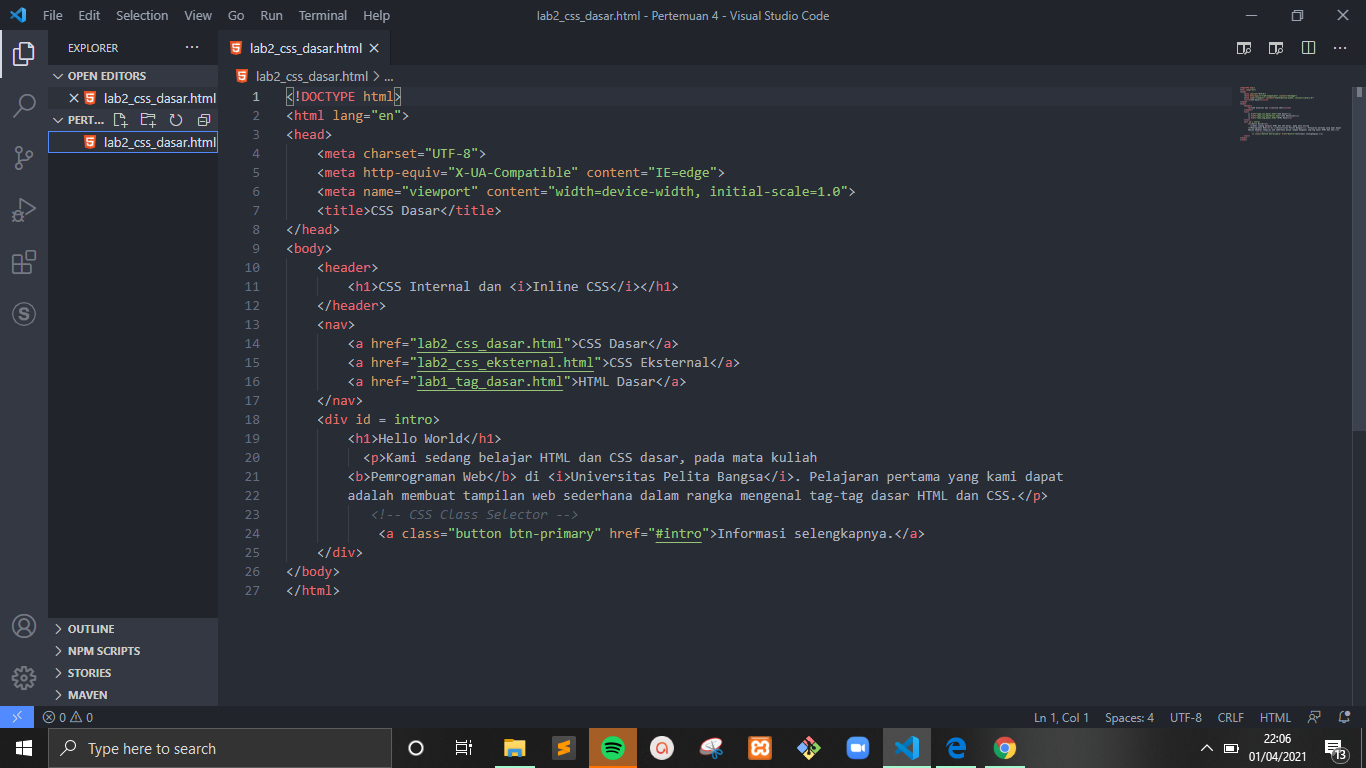 File Edit Selection View Go Run Terminal Help
lab2_css_dasar.html - Pertemuan 4 - Visual Studio Code
EXPLORER
OPEN EDITORS
lab2_css_dasar.html
PERT...
lab2_css_dasar.html
OUTLINE
NPM SCRIPTS
STORIES
MAVEN
lab2_css_dasar.html
lab2_css_dasar.html > ...
1 <!DOCTYPE html>
2 <html lang="en">
3 <head>
4     <meta charset="UTF-8">
5     <meta http-equiv="X-UA-Compatible" content="IE=edge">
6     <meta name="viewport" content="width=device-width, initial-scale=1.0">
7     <title>CSS Dasar</title>
8 </head>
9 <body>
10     <header>
11         <h1>CSS Internal dan <i>Inline CSS</i></h1>
12     </header>
13     <nav>
14         <a href="lab2_css_dasar.html">CSS Dasar</a>
15         <a href="lab2_css_eksternal.html">CSS Eksternal</a>
16         <a href="lab1_tag_dasar.html">HTML Dasar</a>
17     </nav>
18     <div id = intro>
19         <h1>Hello World</h1>
20           <p>Kami sedang belajar HTML dan CSS dasar, pada mata kuliah
21         <b>Pemrograman Web</b> di <i>Universitas Pelita Bangsa</i>. Pelajaran pertama yang kami dapat
22         adalah membuat tampilan web sederhana dalam rangka mengenal tag-tag dasar HTML dan CSS.</p>
23            <!-- CSS Class Selector -->
24             <a class="button btn-primary" href="#intro">Informasi selengkapnya.</a>
25     </div>
26 </body>
27 </html>
0 0
Ln 1, Col 1 Spaces: 4 UTF-8 CRLF HTML
Type here to search
22:06
01/04/2021
13